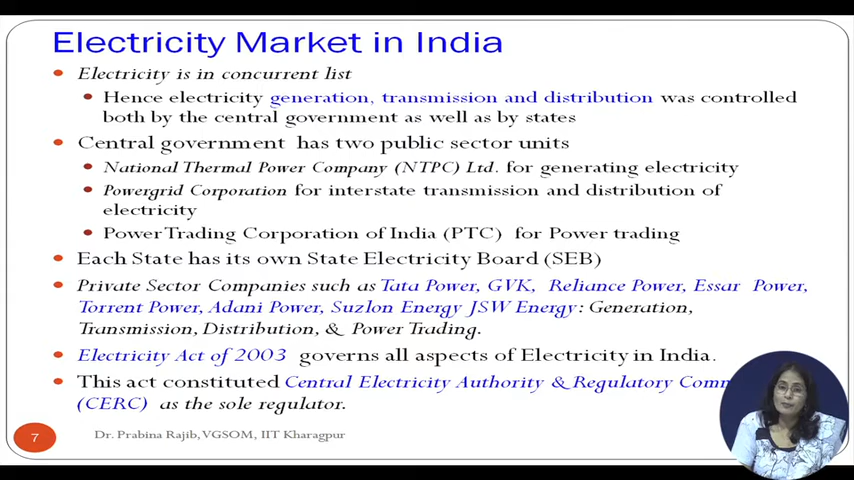 Electricity Market in India
Electricity is in concurrent list
Hence electricity generation, transmission and distribution was controlled
both by the central government as well as by states
Central government has two public sector units
National Thermal Power Company (NTPC) Ltd. for generating electricity
Powergrid Corporation for interstate transmission and distribution of
electricity
Power Trading Corporation of India (PTC) for Power trading
Each State has its own State Electricity Board (SEB)
Private Sector Companies such as Tata Power, GVK, Reliance Power, Essar Power,
Torrent Power, Adani Power, Suzlon Energy JSW Energy: Generation,
Transmission, Distribution, & Power Trading.
Electricity Act of 2003 governs all aspects of Electricity in India.
This act constituted Central Electricity Authority & Regulatory
(CERC) as the sole regulator.
7 Dr. Prabina Rajib, VGSOM, IIT Kharagpur